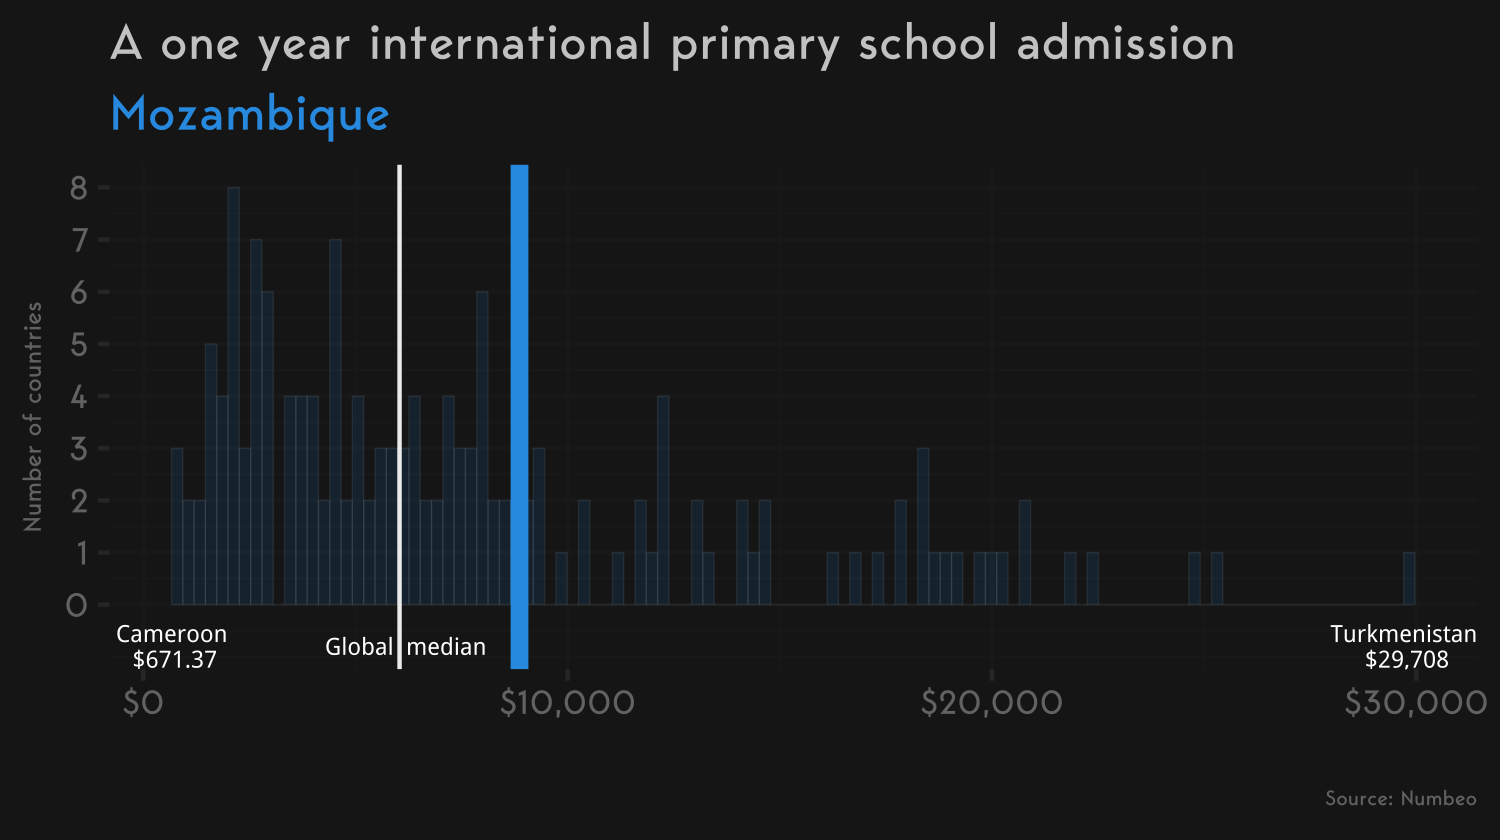 A one year international primary school admission
Mozambique
Number of countries
8
7
6
5
4
3
2
1
0
Cameroon
$671.37
Global median
Turkmenistan
$29,708
$0 $10,000 $20,000 $30,000
Source: Numbeo